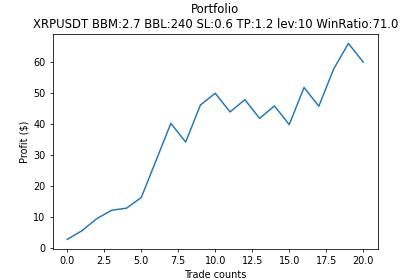 Portfolio
XRPUSDT BBM:2.7 BBL:240 SL:0.6 TP:1.2 lev:10 WinRatio:71.0
Profit ($)
60
50
40
30
20
10
0
0.0 2.5 5.0 7.5 10.0 12.5 15.0 17.5 20.0
Trade counts